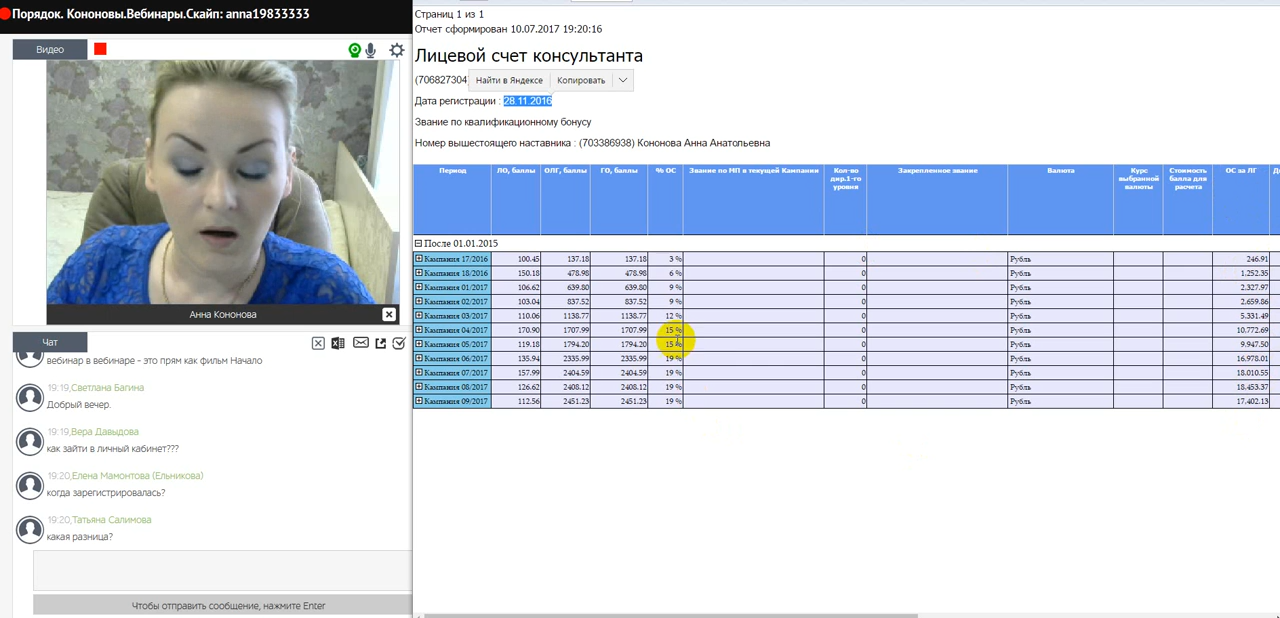 Порядок. Кононовы.Вебинары.Скайп: anna19833333
Видео
Анна Кононова
Чат
вебинар в вебинаре - это прям как фильм Начало
19:19,Светлана Багина
Добрый вечер.
19:19,Вера Давыдова
как зайти в личный кабинет???
19:20,Елена Мамонтова (Ельникова)
когда зарегистрировалась?
19:20,Татьяна Салимова
какая разница?
Чтобы отправить сообщение, нажмите Enter
Страниц 1 из 1
Отчет сформирован 10.07.2017 19:20:16
Лицевой счет консультанта
(706827304 Найти в Яндексе Копировать
Дата регистрации : 28.11.2016
Звание по квалификационному бонусу
Номер вышестоящего наставника : (703386938) Кононова Анна Анатольевна
Период ЛО, баллы ОЛГ, баллы ГО, баллы % ОС Звание по МП в текущей Кампании Кол-во дир.1-го уровня Закрепленное звание Валюта Курс выбранной валюты Стоимость балла для расчета ОС за ЛГ
После 01.01.2015
Кампания 17/2016 100.45 137.18 137.18 3 % 0 Рубль 246.91
Кампания 18/2016 150.18 478.98 478.98 6 % 0 Рубль 1.252.35
Кампания 01/2017 106.62 639.80 639.80 9 % 0 Рубль 2.327.97
Кампания 02/2017 103.04 837.52 837.52 9 % 0 Рубль 2.659.86
Кампания 03/2017 110.06 1138.77 1138.77 12 % 0 Рубль 5.331.49
Кампания 04/2017 170.90 1707.99 1707.99 15 % 0 Рубль 10.772.69
Кампания 05/2017 119.18 1794.20 1794.20 15 % 0 Рубль 9.947.50
Кампания 06/2017 135.94 2335.99 2335.99 19 % 0 Рубль 16.978.01
Кампания 07/2017 157.99 2404.59 2404.59 19 % 0 Рубль 18.010.55
Кампания 08/2017 126.62 2408.12 2408.12 19 % 0 Рубль 18.453.37
Кампания 09/2017 112.56 2451.23 2451.23 19 % 0 Рубль 17.402.13